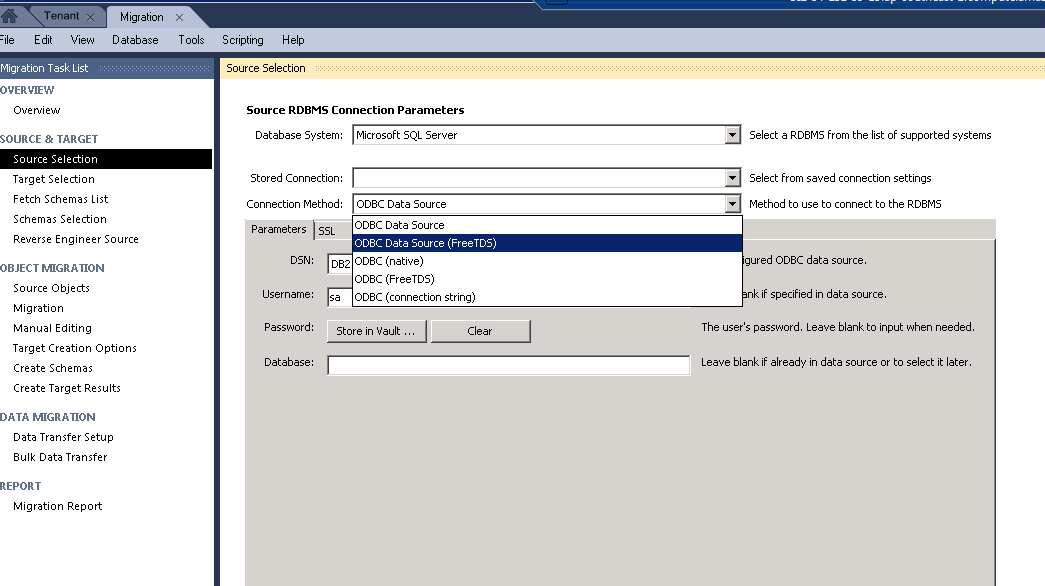 Tenant
Migration
File Edit View Database Tools Scripting Help
Migration Task List
Source Selection
OVERVIEW
Overview
SOURCE & TARGET
Source Selection
Target Selection
Fetch Schemas List
Schemas Selection
Reverse Engineer Source
OBJECT MIGRATION
Source Objects
Migration
Manual Editing
Target Creation Options
Create Schemas
Create Target Results
DATA MIGRATION
Data Transfer Setup
Bulk Data Transfer
REPORT
Migration Report
Source RDBMS Connection Parameters
Database System: Microsoft SQL Server Select a RDBMS from the list of supported systems
Stored Connection: Select from saved connection settings
Connection Method: ODBC Data Source Method to use to connect to the RDBMS
Parameters SSL
ODBC Data Source
ODBC Data Source (FreeTDS)
ODBC (native)
ODBC (FreeTDS)
ODBC (connection string)
DSN: DB2 igured ODBC data source.
Username: sa ank if specified in data source.
Password: Store in Vault ... Clear The user's password. Leave blank to input when needed.
Database: Leave blank if already in data source or to select it later.